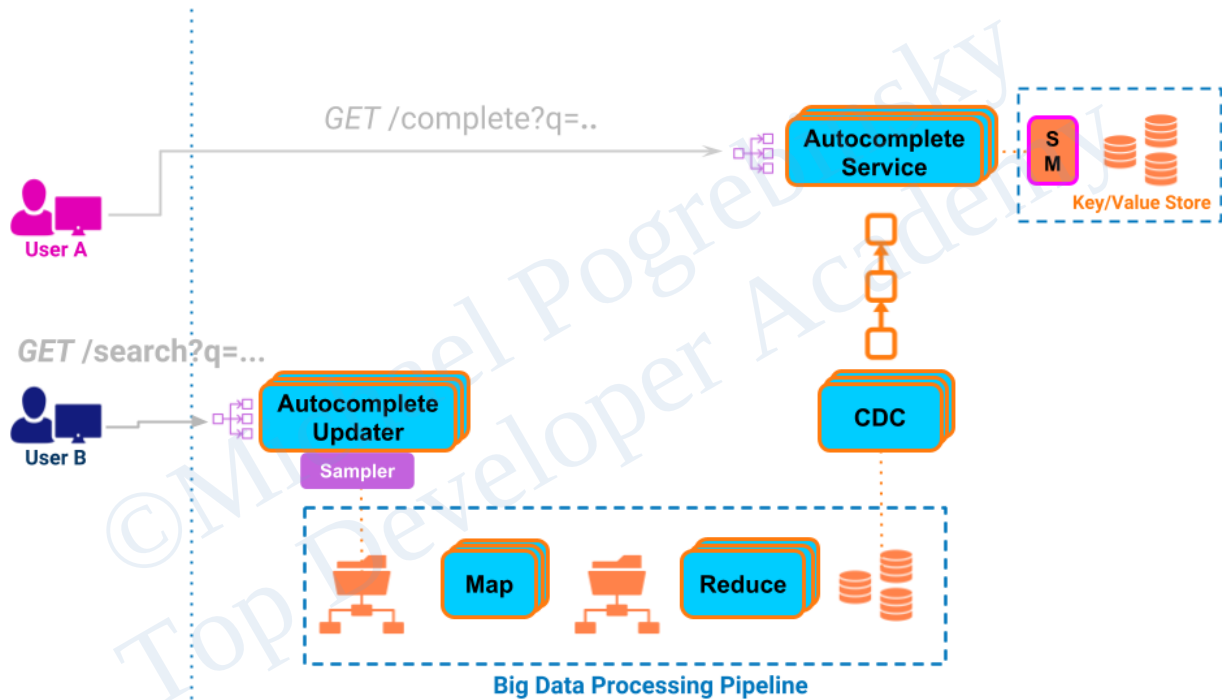 GET /complete?q=..
Autocomplete
Service
S
M
Key/Value Store
User A
GET /search?q=...
Autocomplete
Updater
CDC
User B
Sampler
Map
Reduce
Big Data Processing Pipeline
©Michael Pogrebinsky
Top Developer Academy